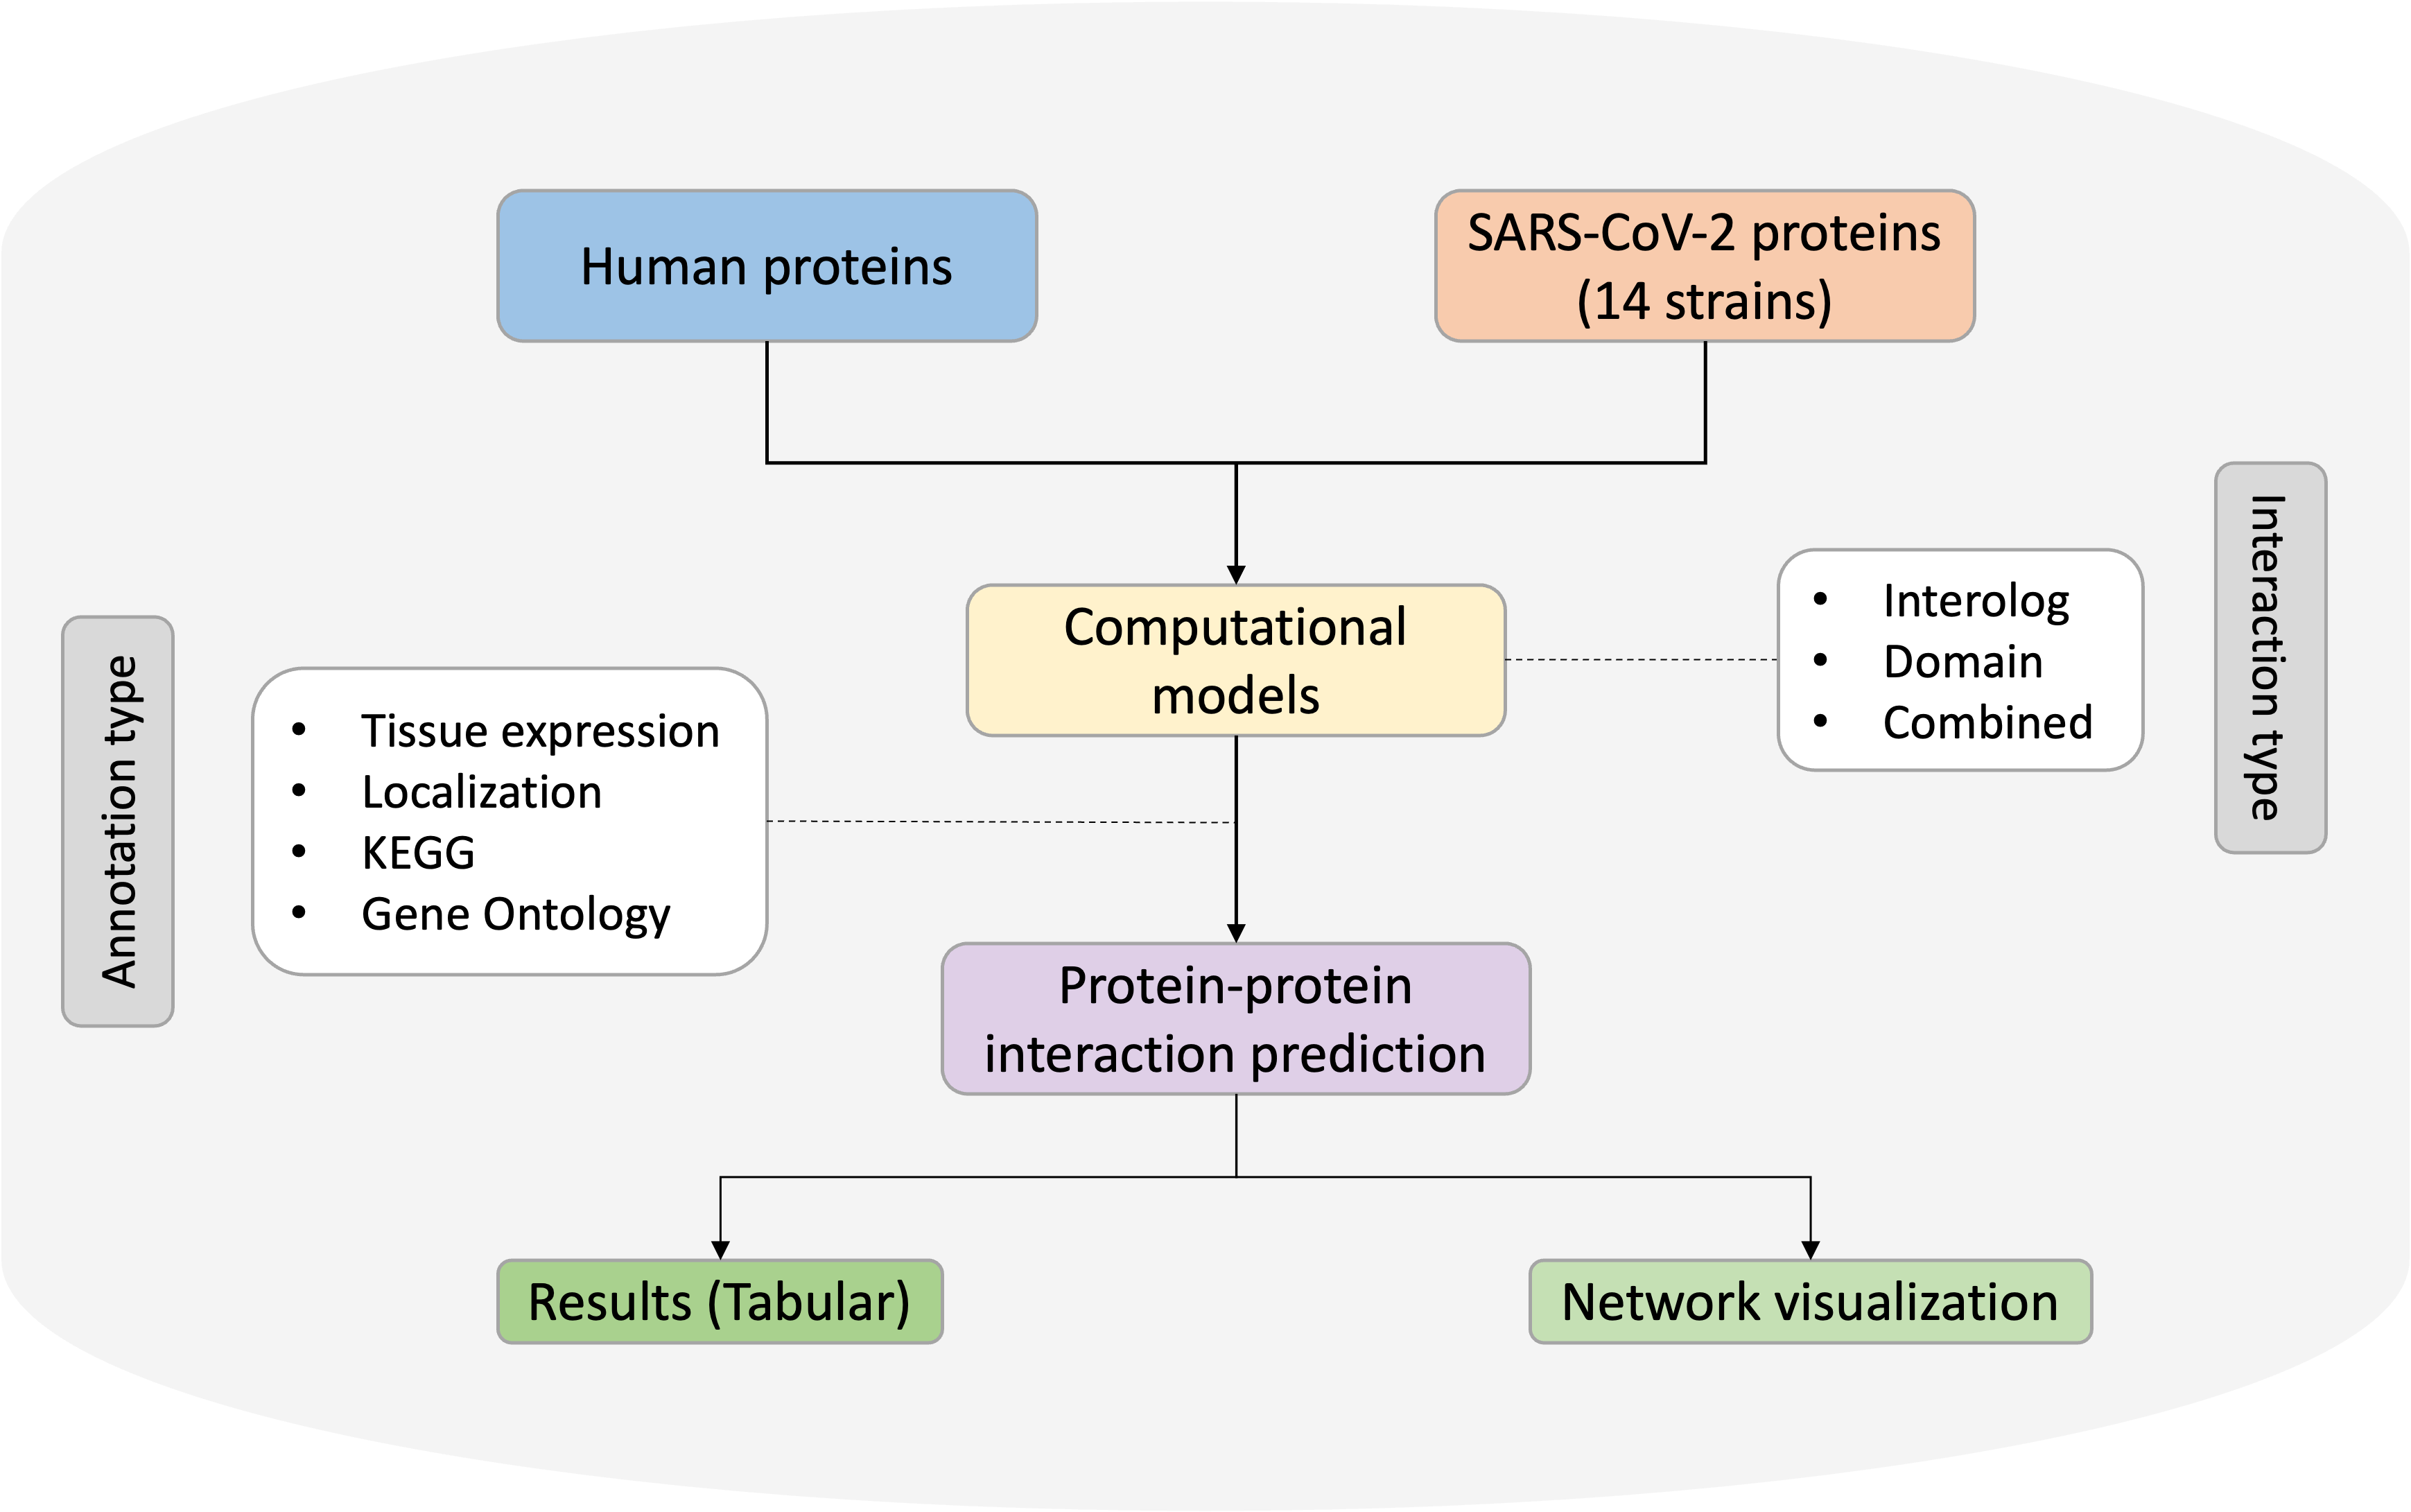 Human proteins
SARS-CoV-2 proteins
(14 strains)
Computational
models
Interaction type
• Interolog
• Domain
• Combined
Annotation type
• Tissue expression
• Localization
• KEGG
• Gene Ontology
Protein-protein
interaction prediction
Results (Tabular)
Network visualization